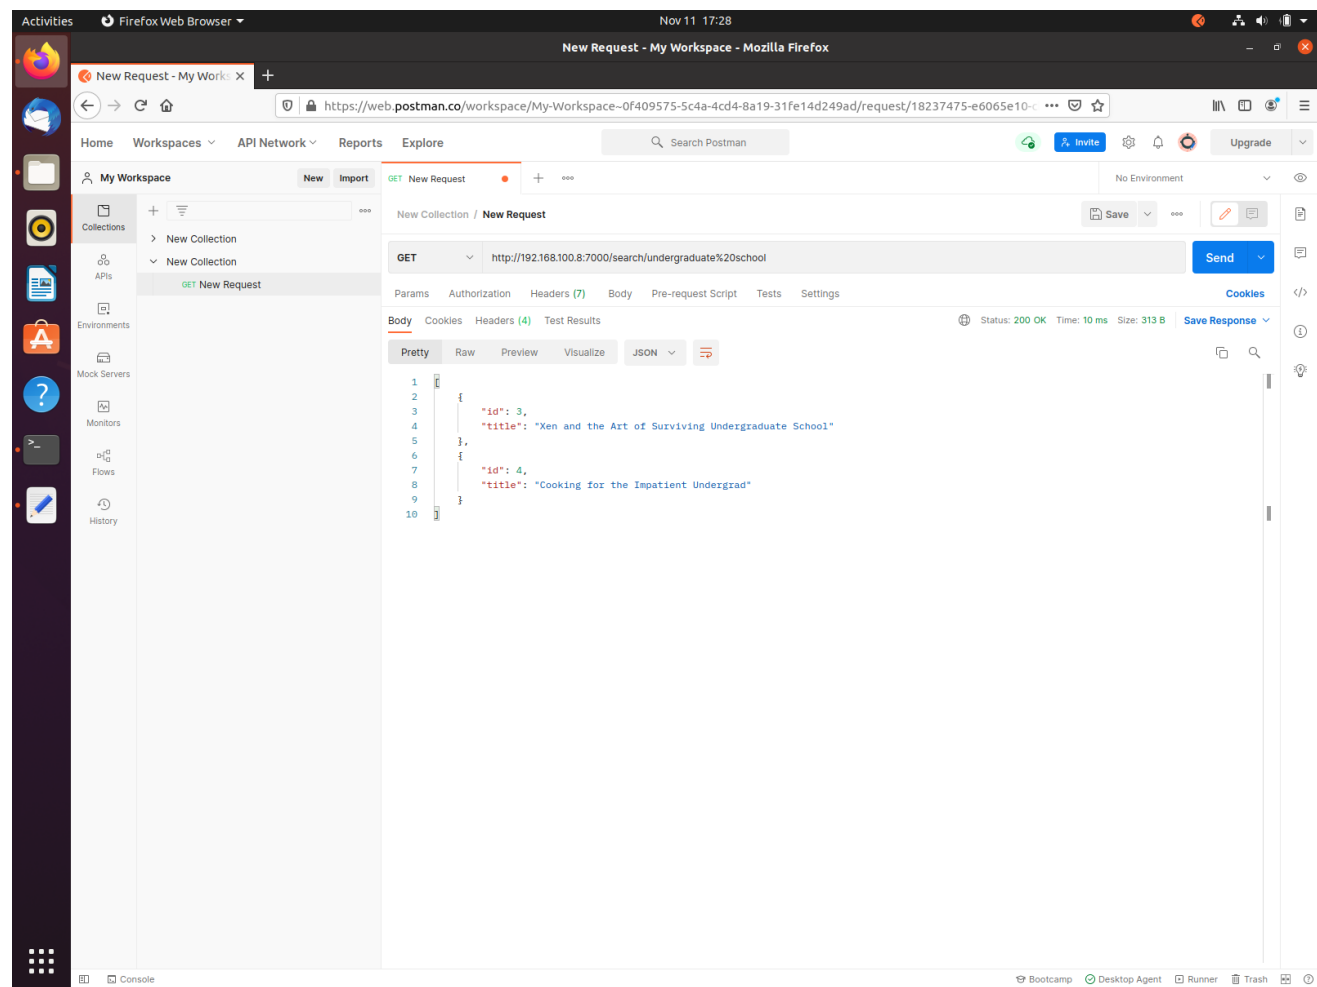 Activities Firefox Web Browser Nov 11 17:28
New Request - My Workspace - Mozilla Firefox
New Request - My Works
https://web.postman.co/workspace/My-Workspace~0f409575-5c4a-4cd4-8a19-31fe14d249ad/request/18237475-e6065e10-
Home Workspaces API Network Reports Explore Search Postman Invite Upgrade
My Workspace New Import GET New Request No Environment
Collections New Collection / New Request Save
New Collection
New Collection
GET New Request
APIs
Environments
Mock Servers
Monitors
Flows
History
GET http://192.168.100.8:7000/search/undergraduate%20school Send
Params Authorization Headers (7) Body Pre-request Script Tests Settings Cookies
Body Cookies Headers (4) Test Results Status: 200 OK Time: 10 ms Size: 313 B Save Response
Pretty Raw Preview Visualize JSON
1 [
2 {
3 "id": 3,
4 "title": "Xen and the Art of Surviving Undergraduate School"
5 },
6 {
7 "id": 4,
8 "title": "Cooking for the Impatient Undergrad"
9 }
10 ]
Console Bootcamp Desktop Agent Runner Trash